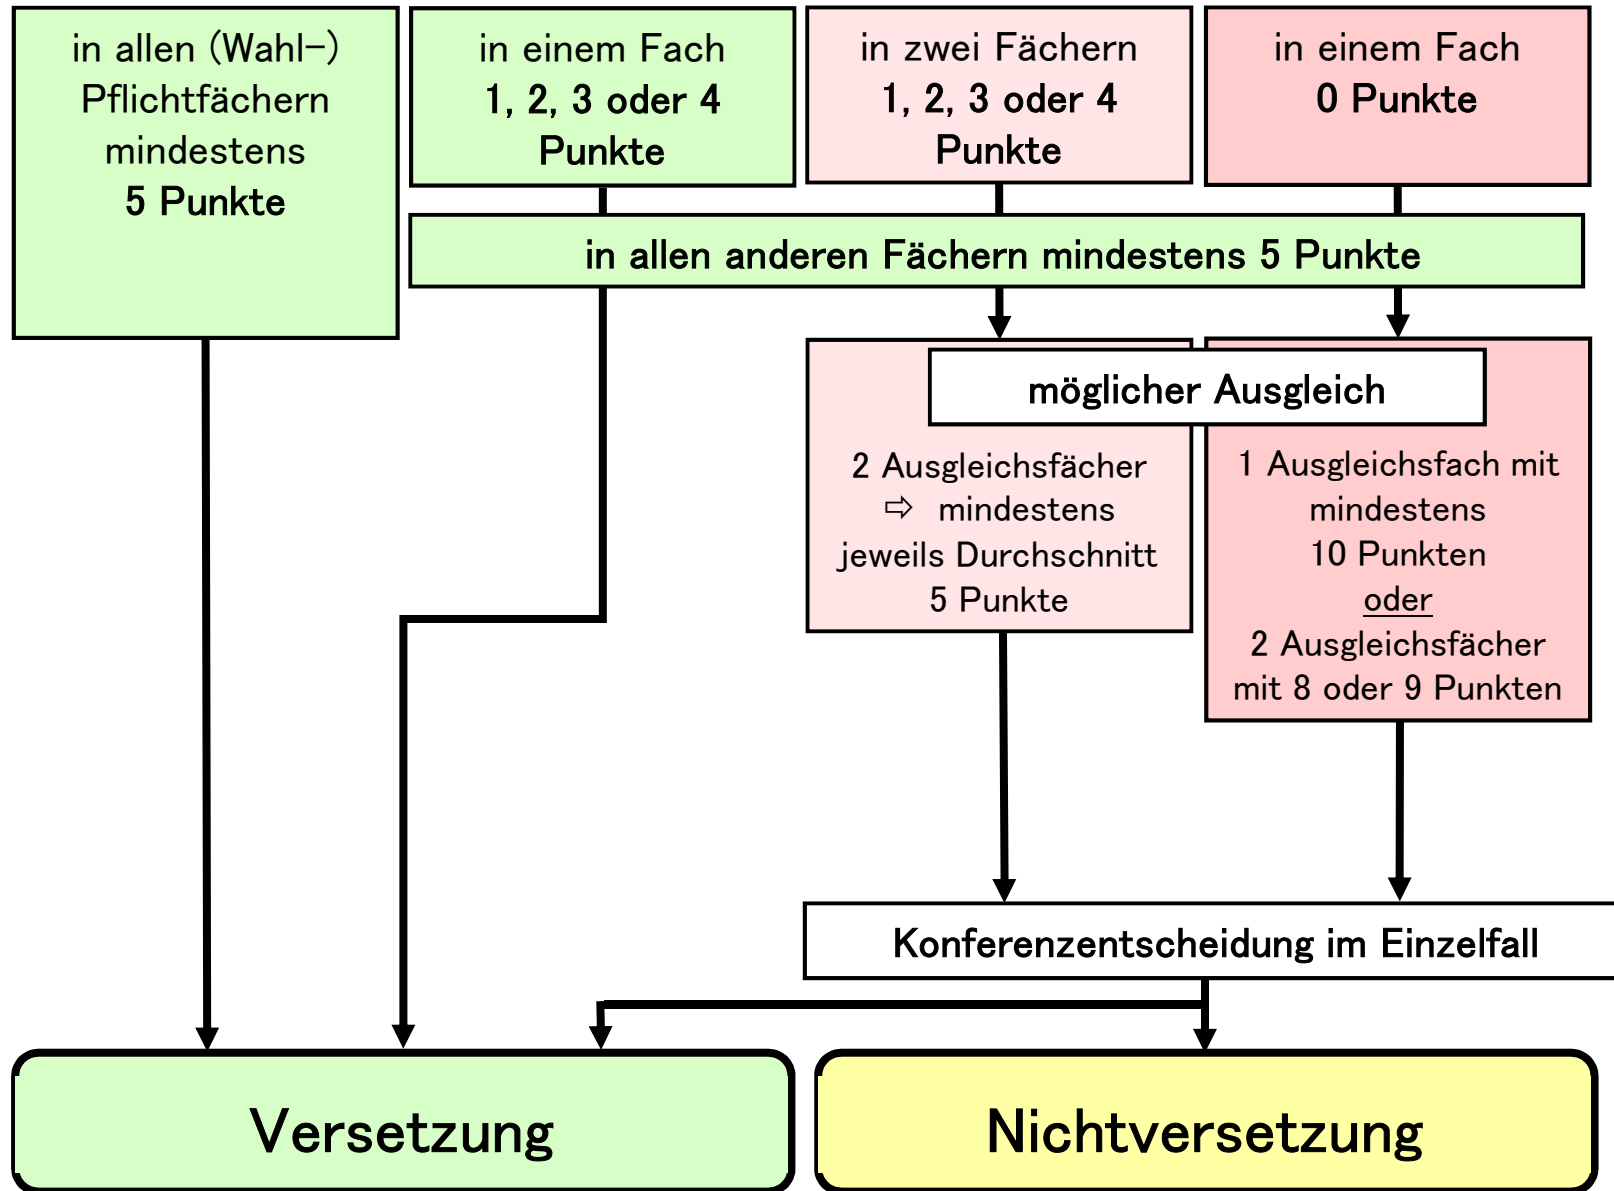 in allen (Wahl-)
Pflichtfächern
mindestens
5 Punkte
in einem Fach
1, 2, 3 oder 4
Punkte
in zwei Fächern
1, 2, 3 oder 4
Punkte
in einem Fach
0 Punkte
in allen anderen Fächern mindestens 5 Punkte
möglicher Ausgleich
2 Ausgleichsfächer
⇨ mindestens
jeweils Durchschnitt
5 Punkte
1 Ausgleichsfach mit
mindestens
10 Punkten
oder
2 Ausgleichsfächer
mit 8 oder 9 Punkten
Konferenzentscheidung im Einzelfall
Versetzung
Nichtversetzung